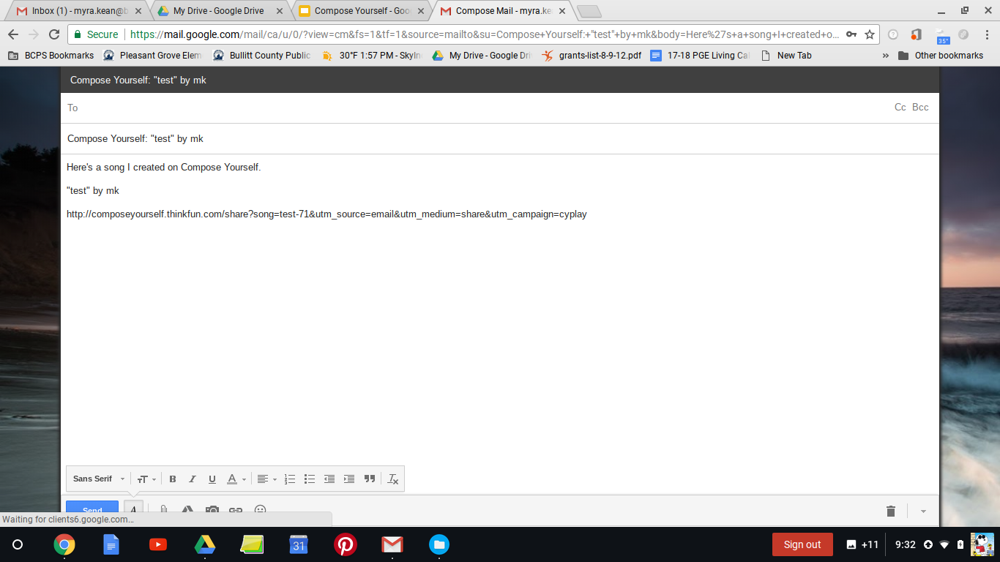 Inbox (1) - myra.kean@b
My Drive - Google Drive
Compose Yourself - Goo
Compose Mail - myra.ke
Secure
https://mail.google.com/mail/ca/u/0/?view=cm&fs=1&tf=1&source=mailto&su=Compose+Yourself:+"test"+by+mk&body=Here%27s+a+song+I+created+o...
35°
BCPS Bookmarks
Pleasant Grove Elem
Bullitt County Public
30°F 1:57 PM - SkyIn
My Drive - Google Dri
grants-list-8-9-12.pdf
17-18 PGE Living Cal
New Tab
»
Other bookmarks
Compose Yourself: "test" by mk
To
Cc Bcc
Compose Yourself: "test" by mk
Here's a song I created on Compose Yourself.
"test" by mk
http://composeyourself.thinkfun.com/share?song=test-71&utm_source=email&utm_medium=share&utm_campaign=cyplay
Sans Serif
Send
Waiting for clients6.google.com...
31
Sign out
+11
9:32